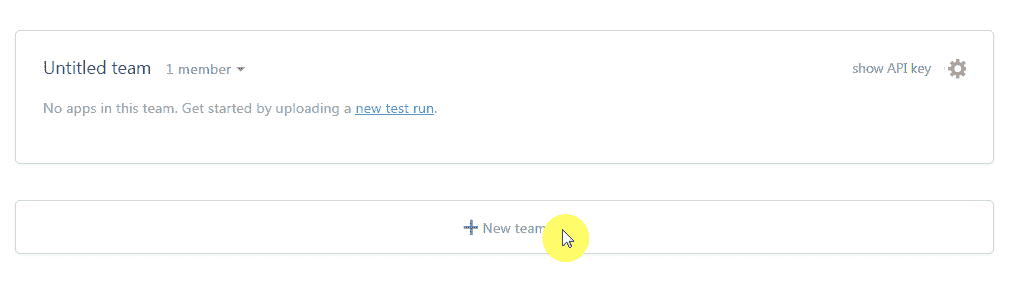 Untitled team 1 member show API key
No apps in this team. Get started by uploading a new test run.
New team